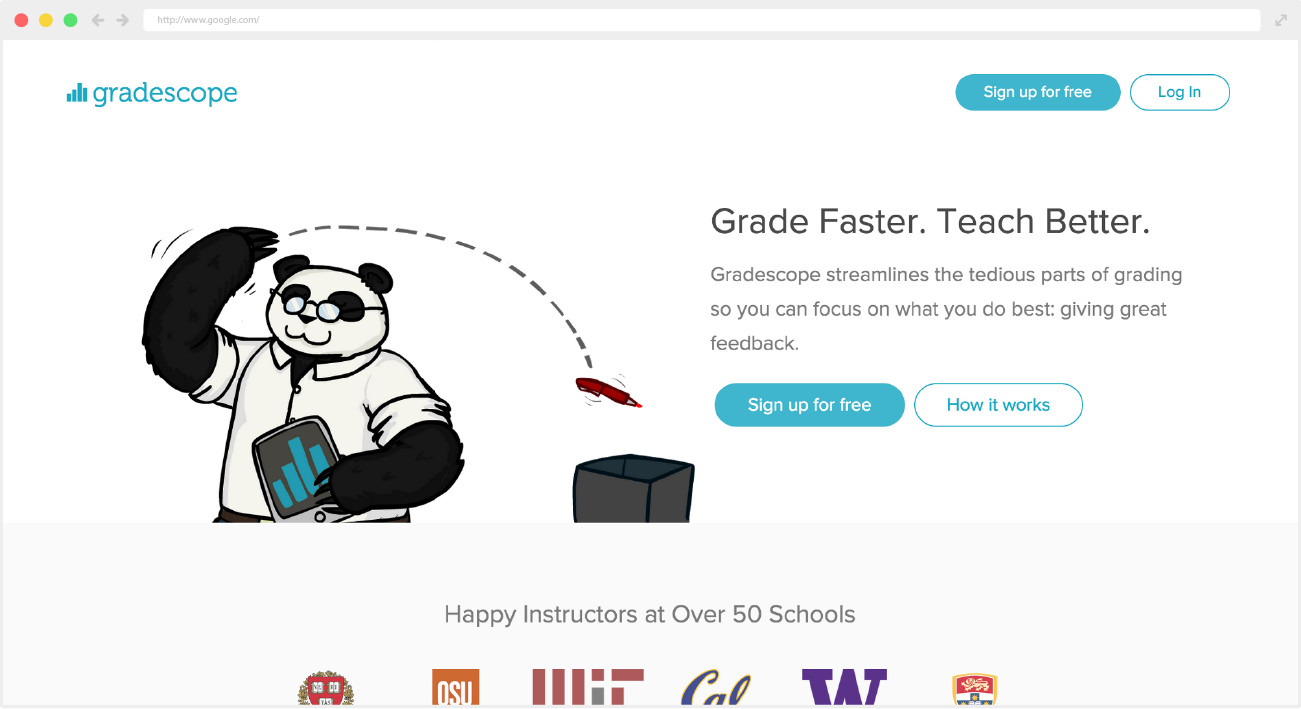 http://www.google.com/
gradescope
Sign up for free
Log In
Grade Faster. Teach Better.
Gradescope streamlines the tedious parts of grading
so you can focus on what you do best: giving great
feedback.
Sign up for free
How it works
Happy Instructors at Over 50 Schools
OSU
MIT
Cal
W